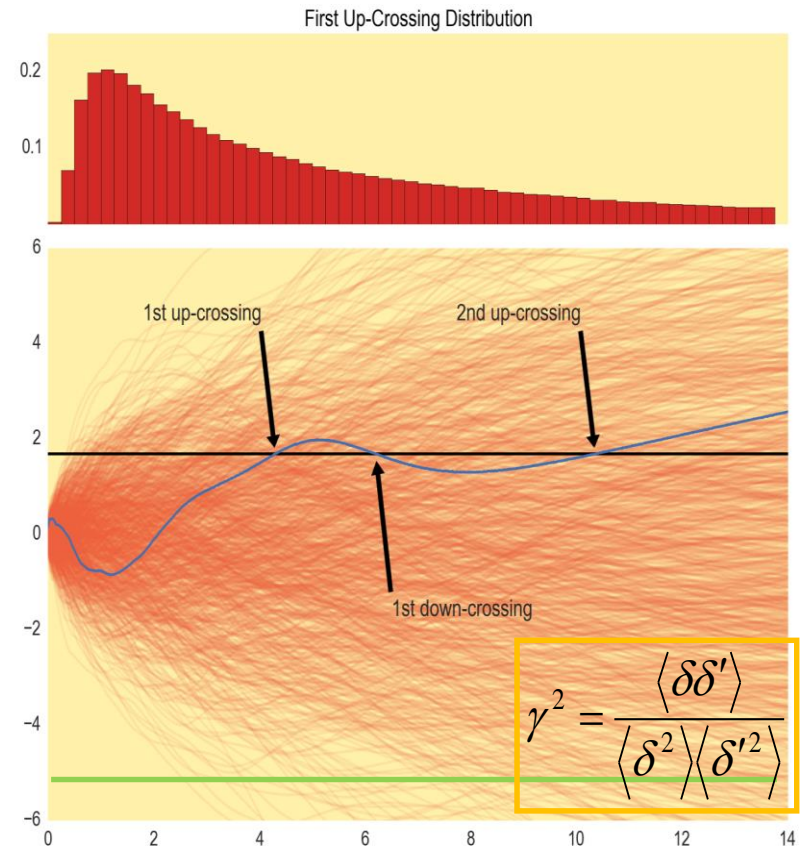 First Up-Crossing Distribution
0.2
0.1
6
1st up-crossing 2nd up-crossing
4
2
0
1st down-crossing
−2
γ² = ⟨δδ′⟩ / ⟨δ²⟩⟨δ′²⟩
−4
−6
0 2 4 6 8 10 12 14